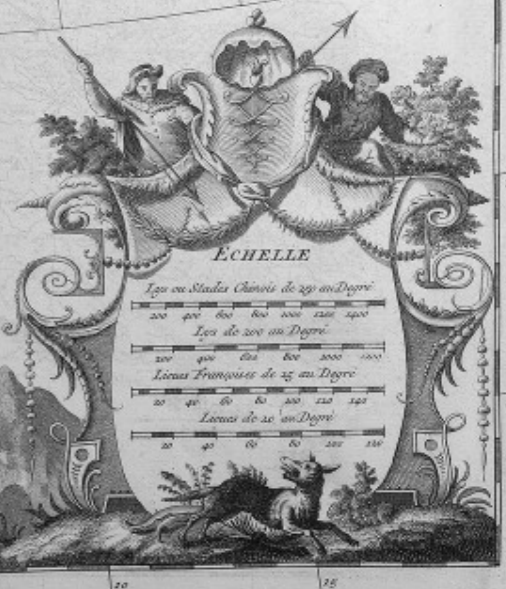 ECHELLE
Lys ou Stades Chinois de 250 au Degré
200 400 600 800 1000 1200 1400
Lys de 200 au Degré
200 400 600 800 1000 1200
Lieues Françoises de 25 au Degré
20 40 60 80 100 120 140
Lieues de 20 au Degré
20 40 60 80 100 120
20 25